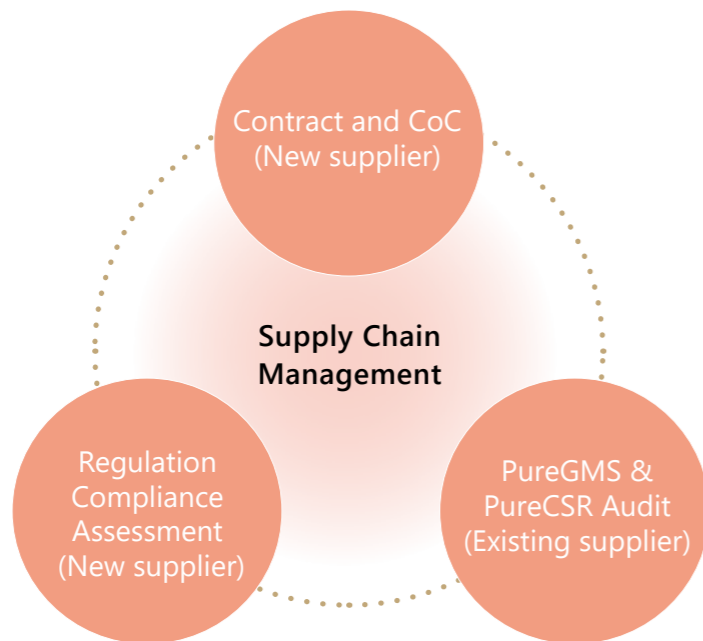 Contract and CoC
(New supplier)
Supply Chain
Management
Regulation
Compliance
Assessment
(New supplier)
PureGMS &
PureCSR Audit
(Existing supplier)